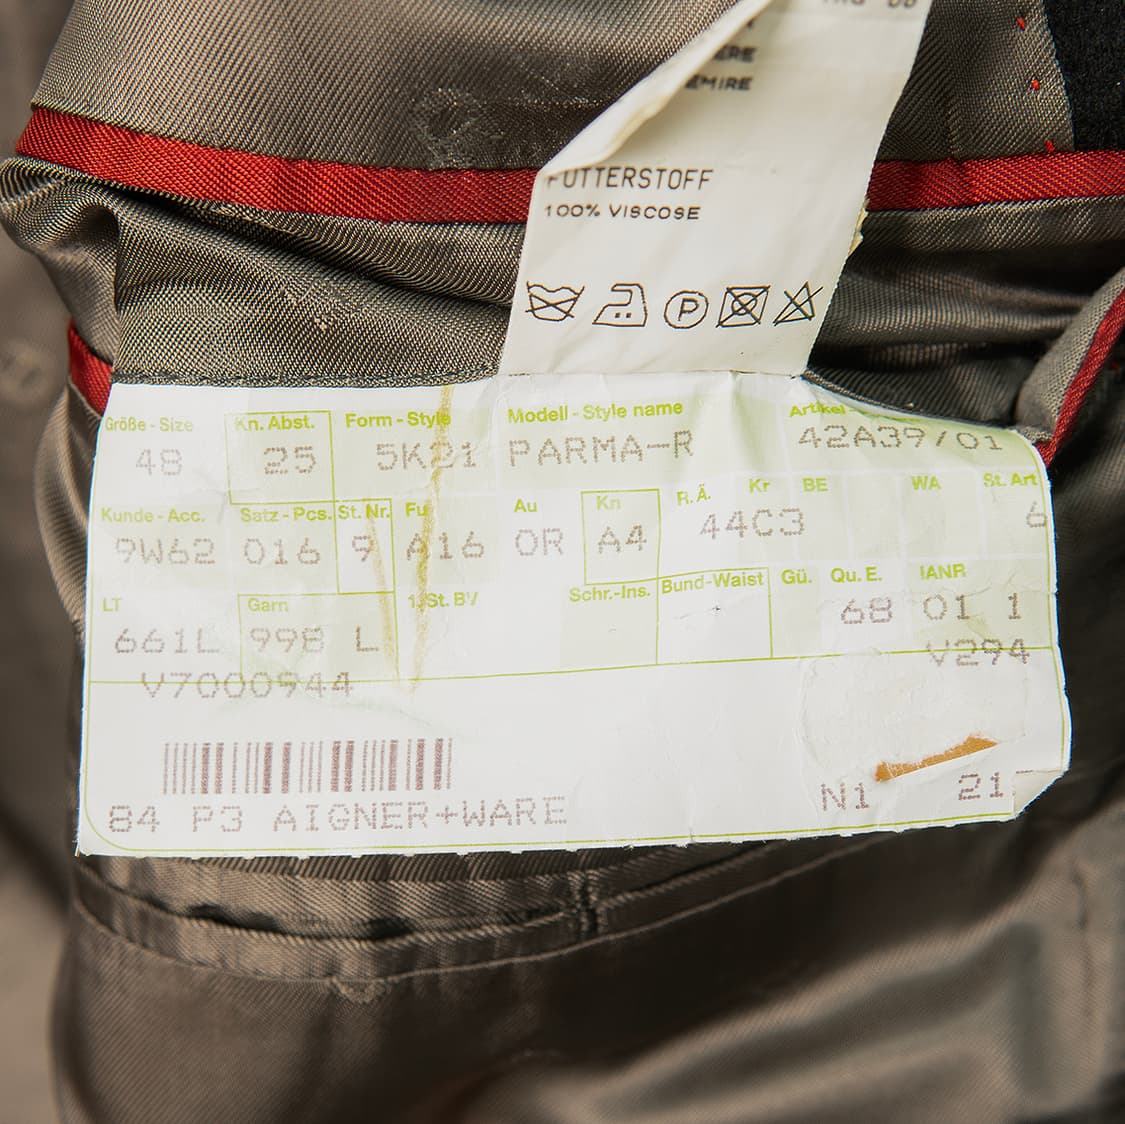 FUTTERSTOFF
100% VISCOSE
P
Größe - Size Kn. Abst. Form - Style Modell - Style name
48 25 5K21 PARMA-R 42A39/01
Kunde - Acc. Satz - Pcs. St. Nr. Fu Au Kn R.Ä. Kr BE WA St. Art
9W62 016 9 A16 OR A4 44C3 6
LT Garn 1. St. B Schr.-Ins. Bund-Waist Gü. Qu. E. IANR
661L 998 L 68 01 1
V7000944 V294
84 P3 AIGNER+WARE N1 21